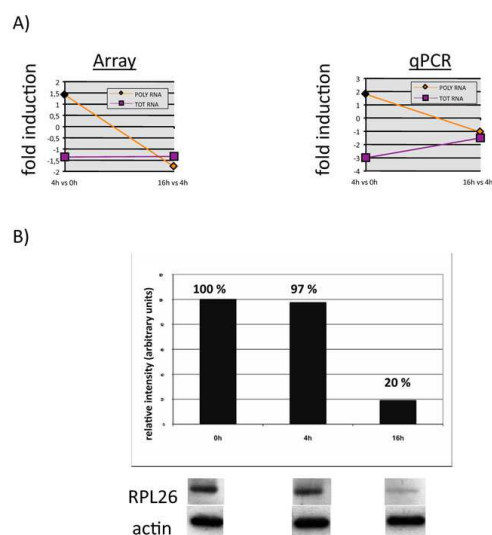 A)
Array
fold induction
2
1,5
1
0,5
0
-0,5
-1
-1,5
-2
POLY RNA
TOT RNA
4h vs 0h
16h vs 4h
qPCR
fold induction
3
2
1
0
-1
-2
-3
-4
POLY RNA
TOT RNA
4h vs 0h
16h vs 4h
B)
relative intensity (arbitrary units)
100 %
97 %
20 %
0h
4h
16h
RPL26
actin